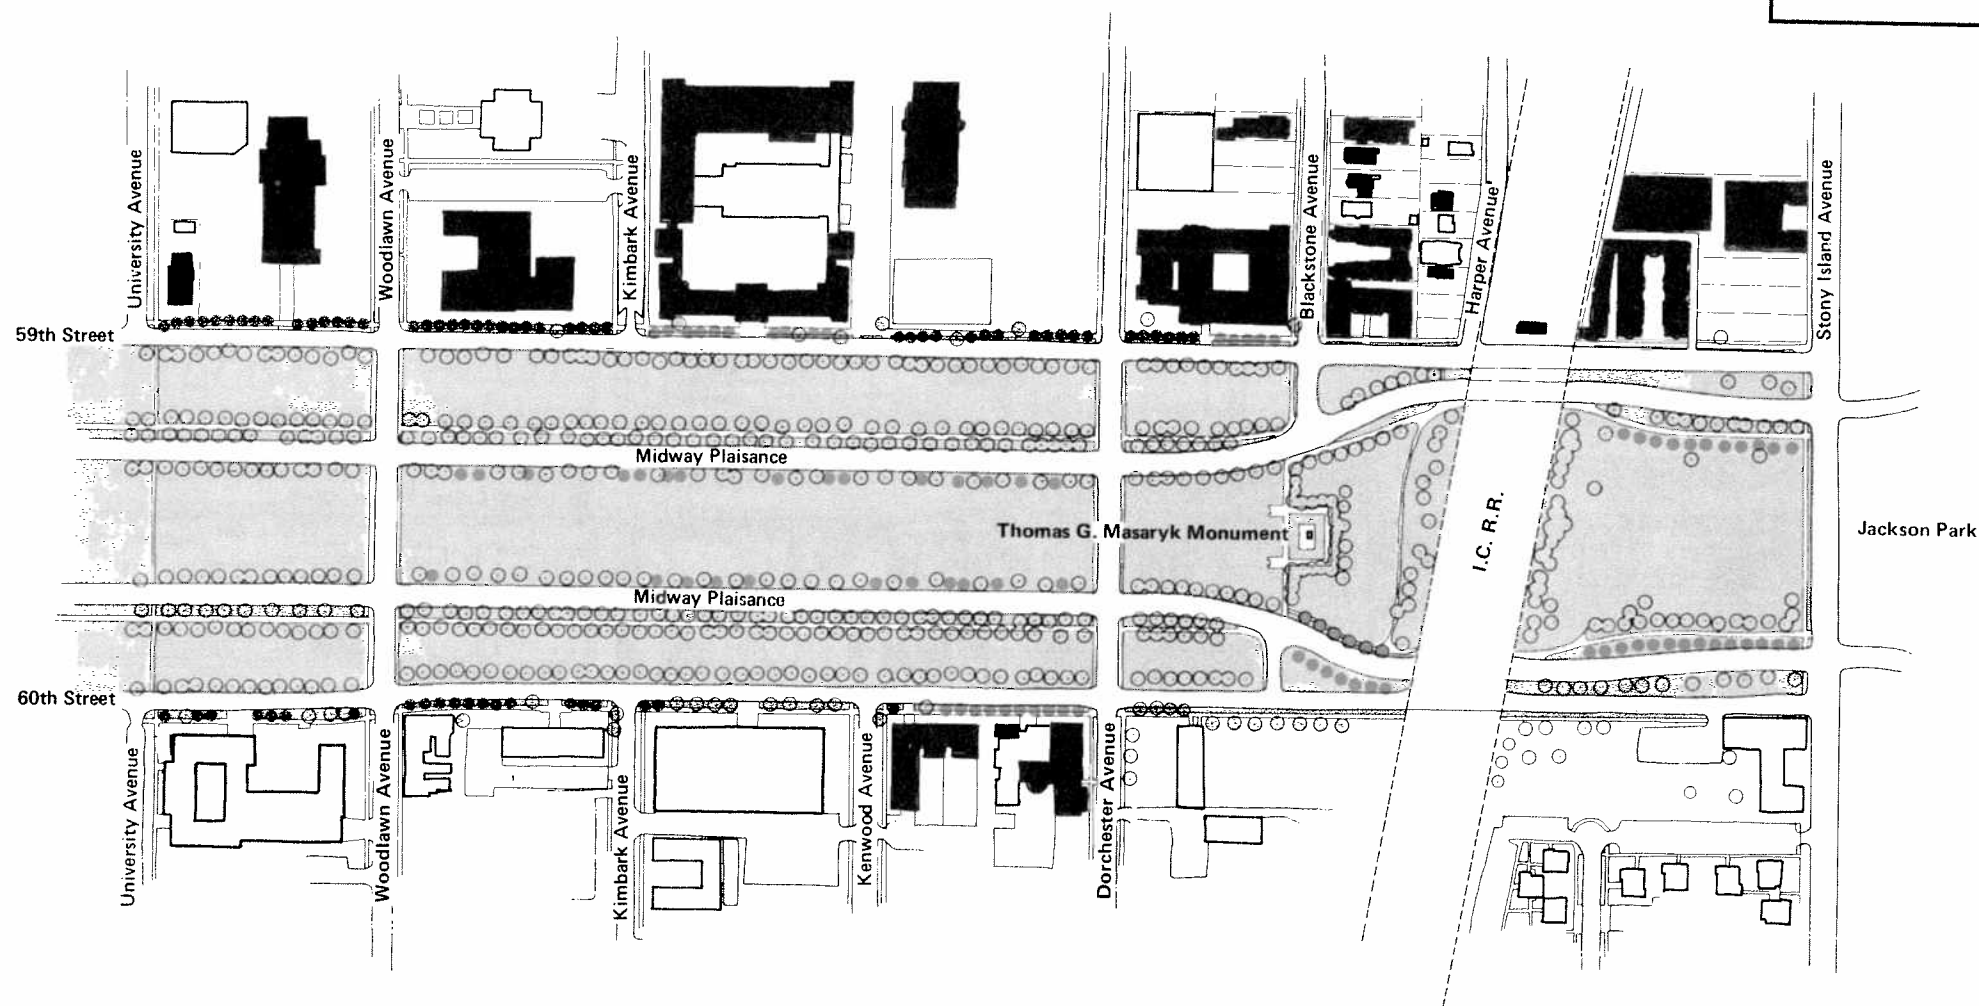 University Avenue
Woodlawn Avenue
Kimbark Avenue
Blackstone Avenue
Harper Avenue
Stony Island Avenue
59th Street
Midway Plaisance
Thomas G. Masaryk Monument
I.C. R.R.
Jackson Park
Midway Plaisance
60th Street
University Avenue
Woodlawn Avenue
Kimbark Avenue
Kenwood Avenue
Dorchester Avenue